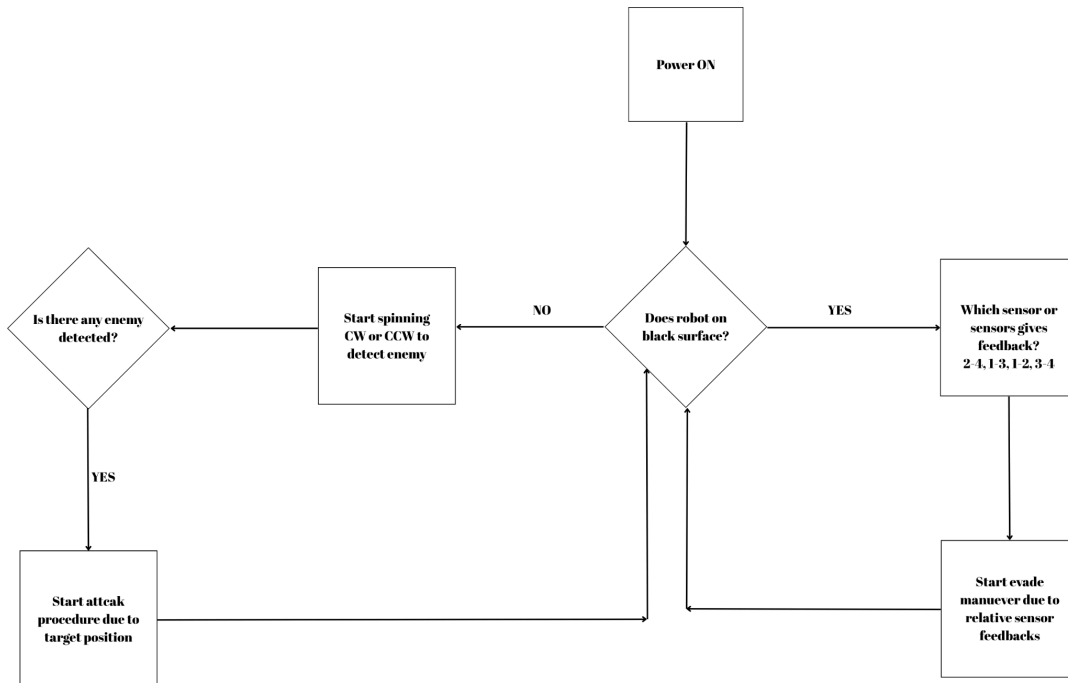 Power ON
Is there any enemy
detected?
Start spinning
CW or CCW to
detect enemy
NO
Does robot on
black surface?
YES
Which sensor or
sensors gives
feedback?
2-4, 1-3, 1-2, 3-4
YES
Start attcak
procedure due to
target position
Start evade
manuever due to
relative sensor
feedbacks